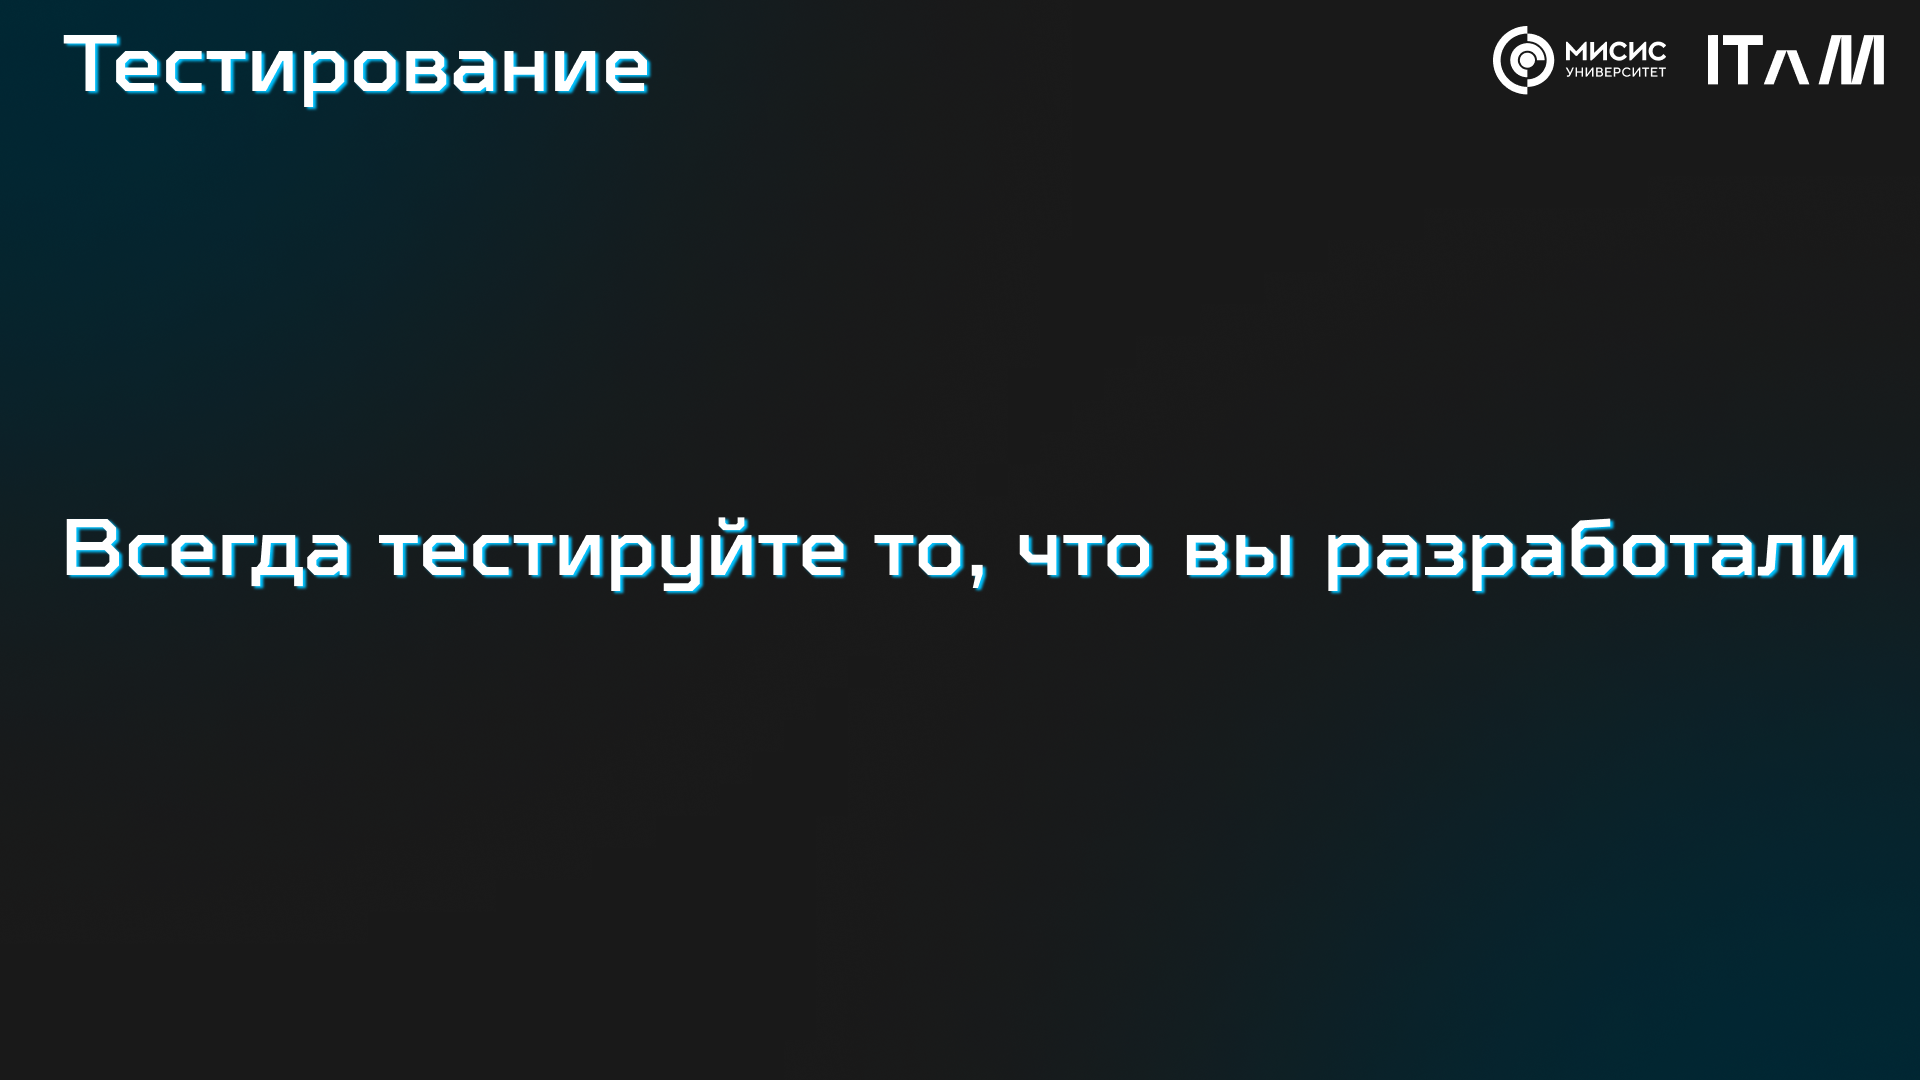 Тестирование
МИСИС
УНИВЕРСИТЕТ
ITAM
Всегда тестируйте то, что вы разработали